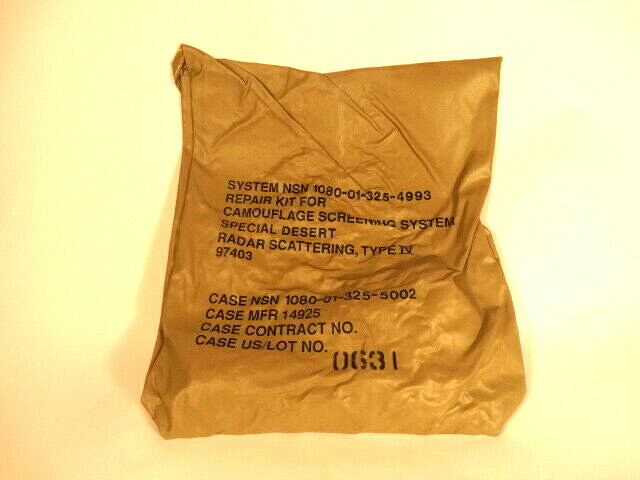 SYSTEM NSN 1080-01-325-4993
REPAIR KIT FOR
CAMOUFLAGE SCREENING SYSTEM
SPECIAL DESERT
RADAR SCATTERING, TYPE IV
97403
CASE NSN 1080-01-325-5002
CASE MFR 14925
CASE CONTRACT NO.
CASE US/LOT NO. 0631